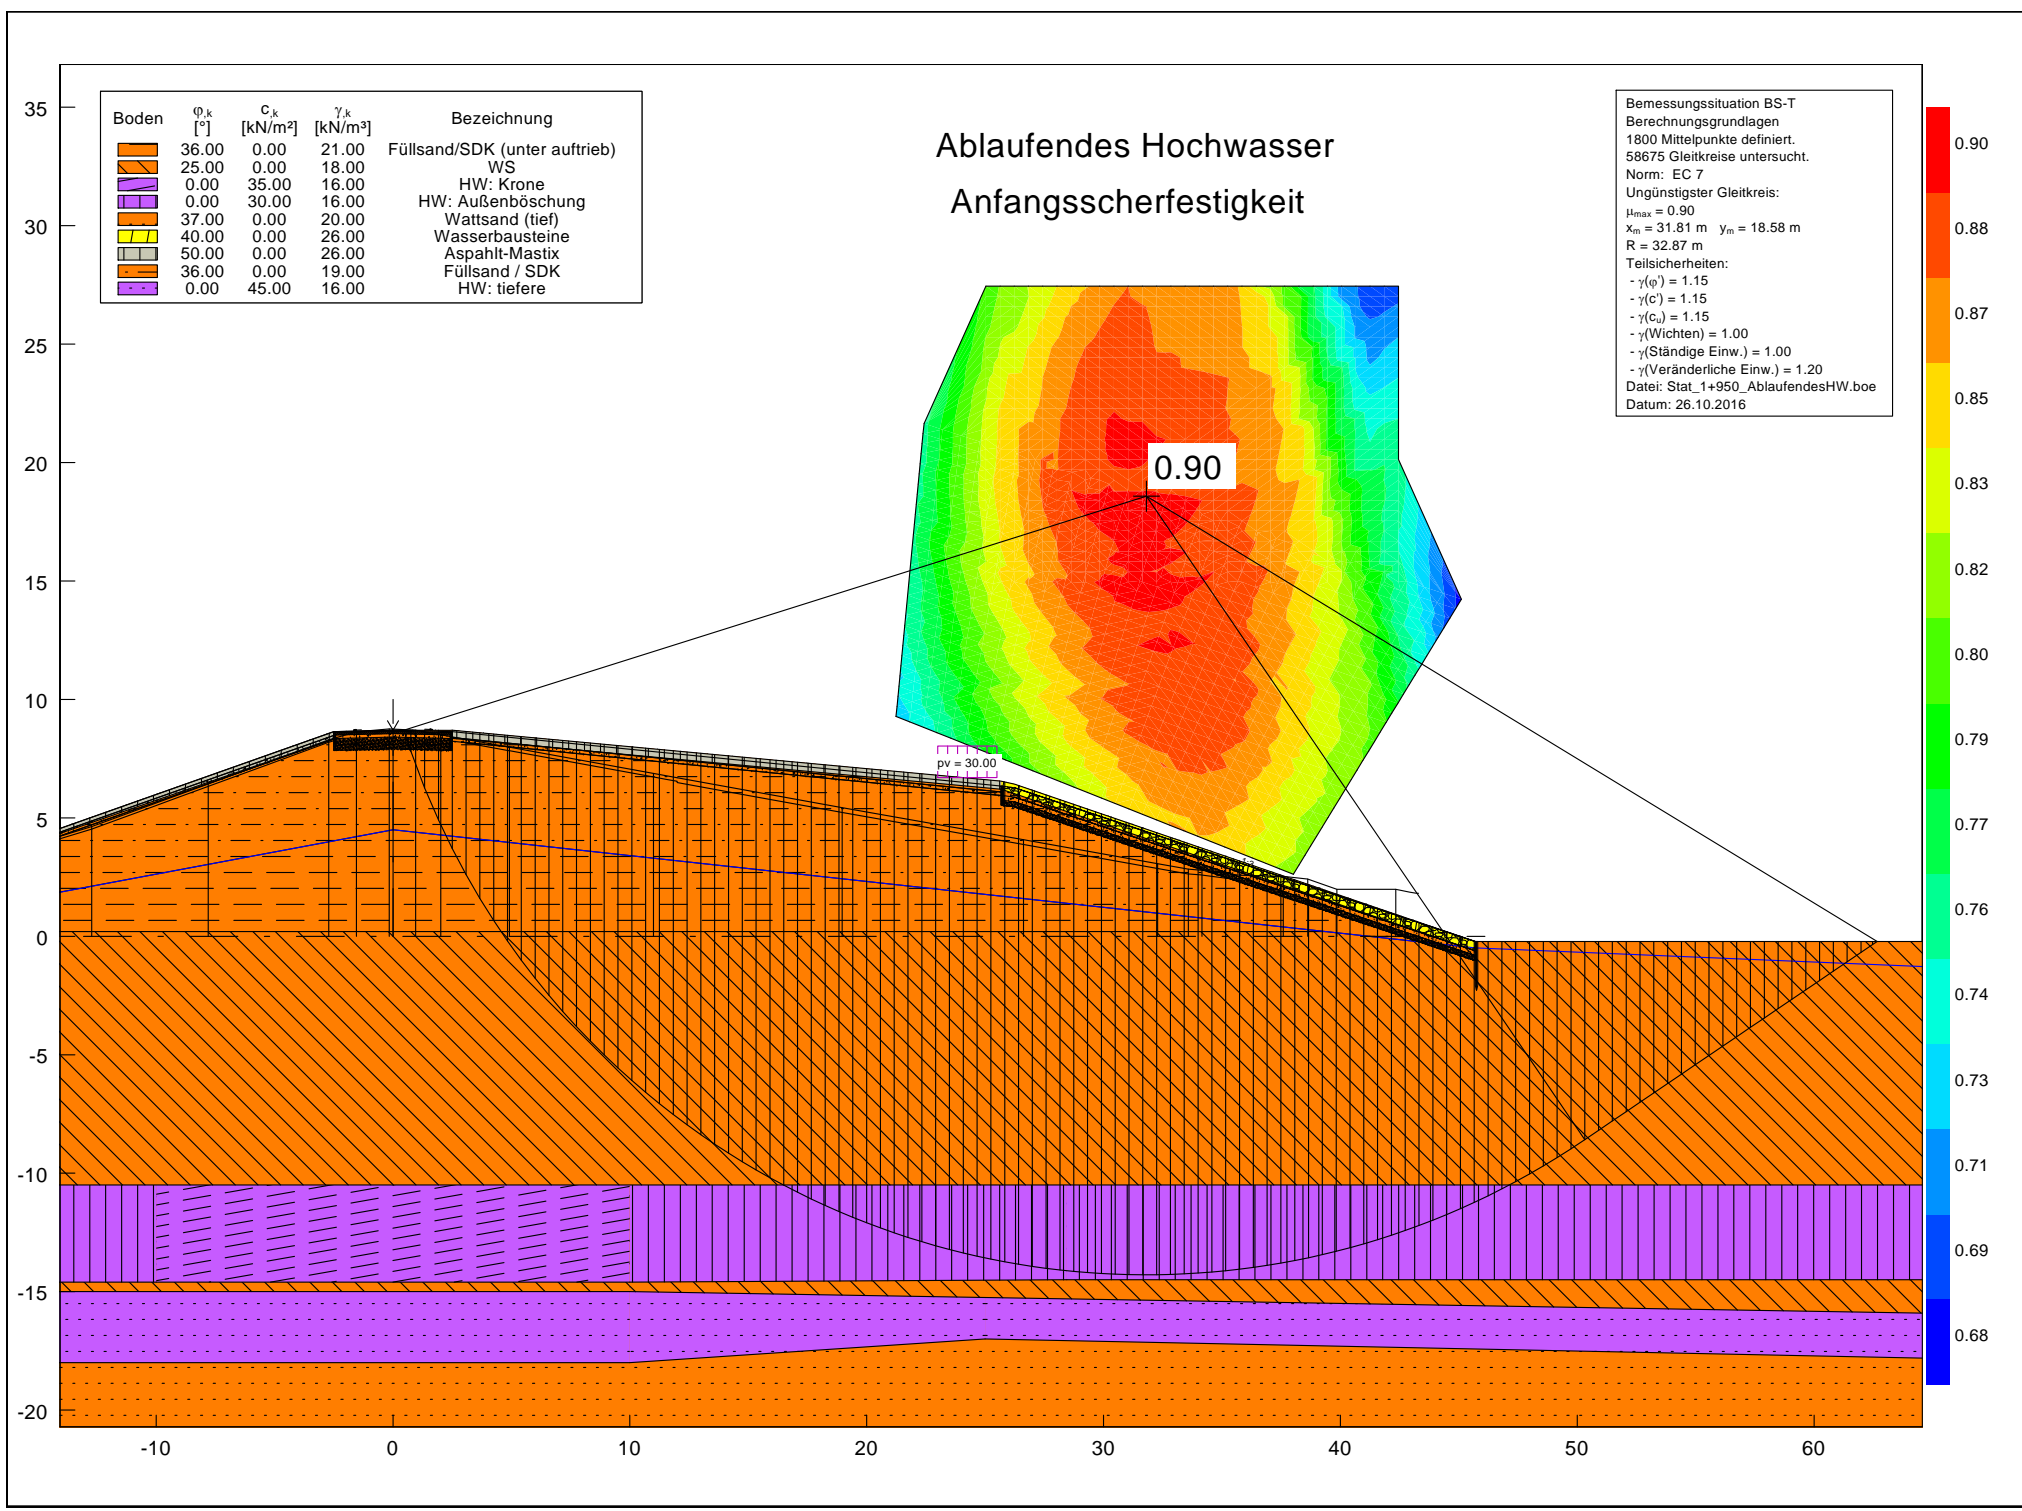 Ablaufendes Hochwasser
Anfangsscherfestigkeit
Boden φ,k [°] c,k [kN/m²] γ,k [kN/m³] Bezeichnung
36.00 0.00 21.00 Füllsand/SDK (unter auftrieb)
25.00 0.00 18.00 WS
0.00 35.00 16.00 HW: Krone
0.00 30.00 16.00 HW: Außenböschung
37.00 0.00 20.00 Wattsand (tief)
40.00 0.00 26.00 Wasserbausteine
50.00 0.00 26.00 Aspahlt-Mastix
36.00 0.00 19.00 Füllsand / SDK
0.00 45.00 16.00 HW: tiefere
Bemessungssituation BS-T
Berechnungsgrundlagen
1800 Mittelpunkte definiert.
58675 Gleitkreise untersucht.
Norm: EC 7
Ungünstigster Gleitkreis:
μmax = 0.90
xm = 31.81 m ym = 18.58 m
R = 32.87 m
Teilsicherheiten:
- γ(φ') = 1.15
- γ(c') = 1.15
- γ(cu) = 1.15
- γ(Wichten) = 1.00
- γ(Ständige Einw.) = 1.00
- γ(Veränderliche Einw.) = 1.20
Datei: Stat_1+950_AblaufendesHW.boe
Datum: 26.10.2016
0.90
pv = 30.00
35
30
25
20
15
10
5
0
-5
-10
-15
-20
-10 0 10 20 30 40 50 60
0.90
0.88
0.87
0.85
0.83
0.82
0.80
0.79
0.77
0.76
0.74
0.73
0.71
0.69
0.68